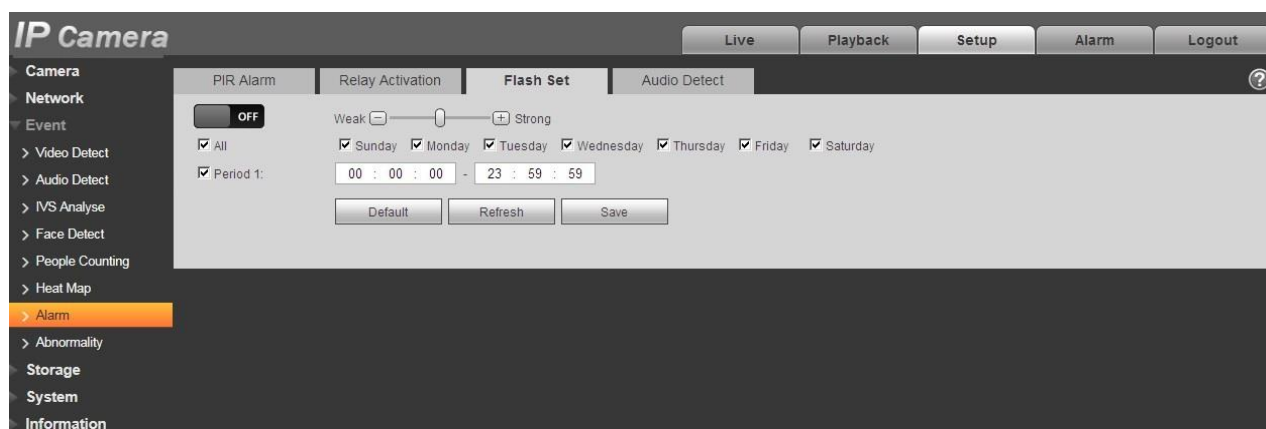 IP Camera
Live Playback Setup Alarm Logout
Camera
Network
Event
> Video Detect
> Audio Detect
> IVS Analyse
> Face Detect
> People Counting
> Heat Map
> Alarm
> Abnormality
Storage
System
Information
PIR Alarm Relay Activation Flash Set Audio Detect ?
OFF Weak - + Strong
All Sunday Monday Tuesday Wednesday Thursday Friday Saturday
Period 1: 00 : 00 : 00 - 23 : 59 : 59
Default Refresh Save